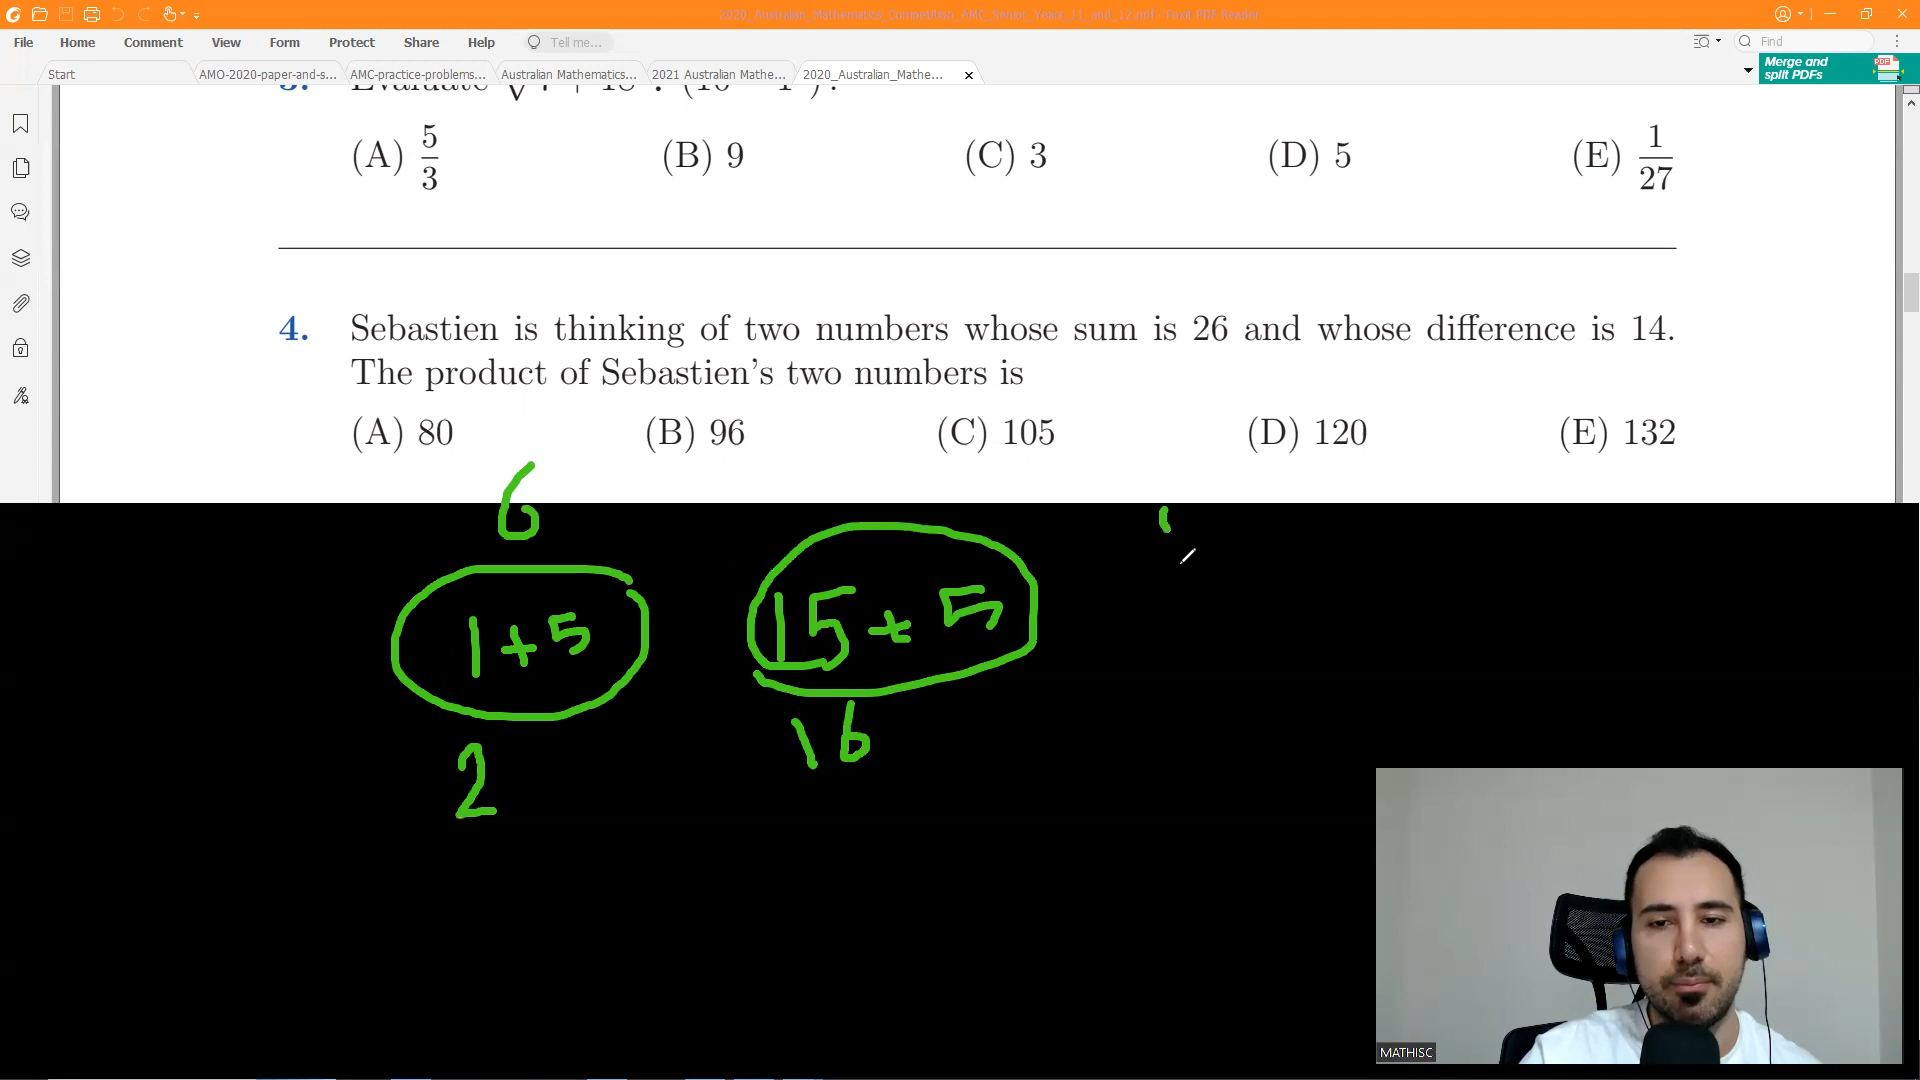 2020_Australian_Mathematics_Competition_AMC_Senior_Years_11_and_12.pdf - Foxit PDF Reader
File Home Comment View Form Protect Share Help Tell me... Find
Start AMO-2020-paper-and-s... AMC-practice-problems... Australian Mathematics... 2021 Australian Mathe... 2020_Australian_Mathe...
Merge and
split PDFs
PDF
(A) 5/3 (B) 9 (C) 3 (D) 5 (E) 1/27
4. Sebastien is thinking of two numbers whose sum is 26 and whose difference is 14.
The product of Sebastien's two numbers is
(A) 80 (B) 96 (C) 105 (D) 120 (E) 132
6
1+5 15+5
16
2
MATHISC